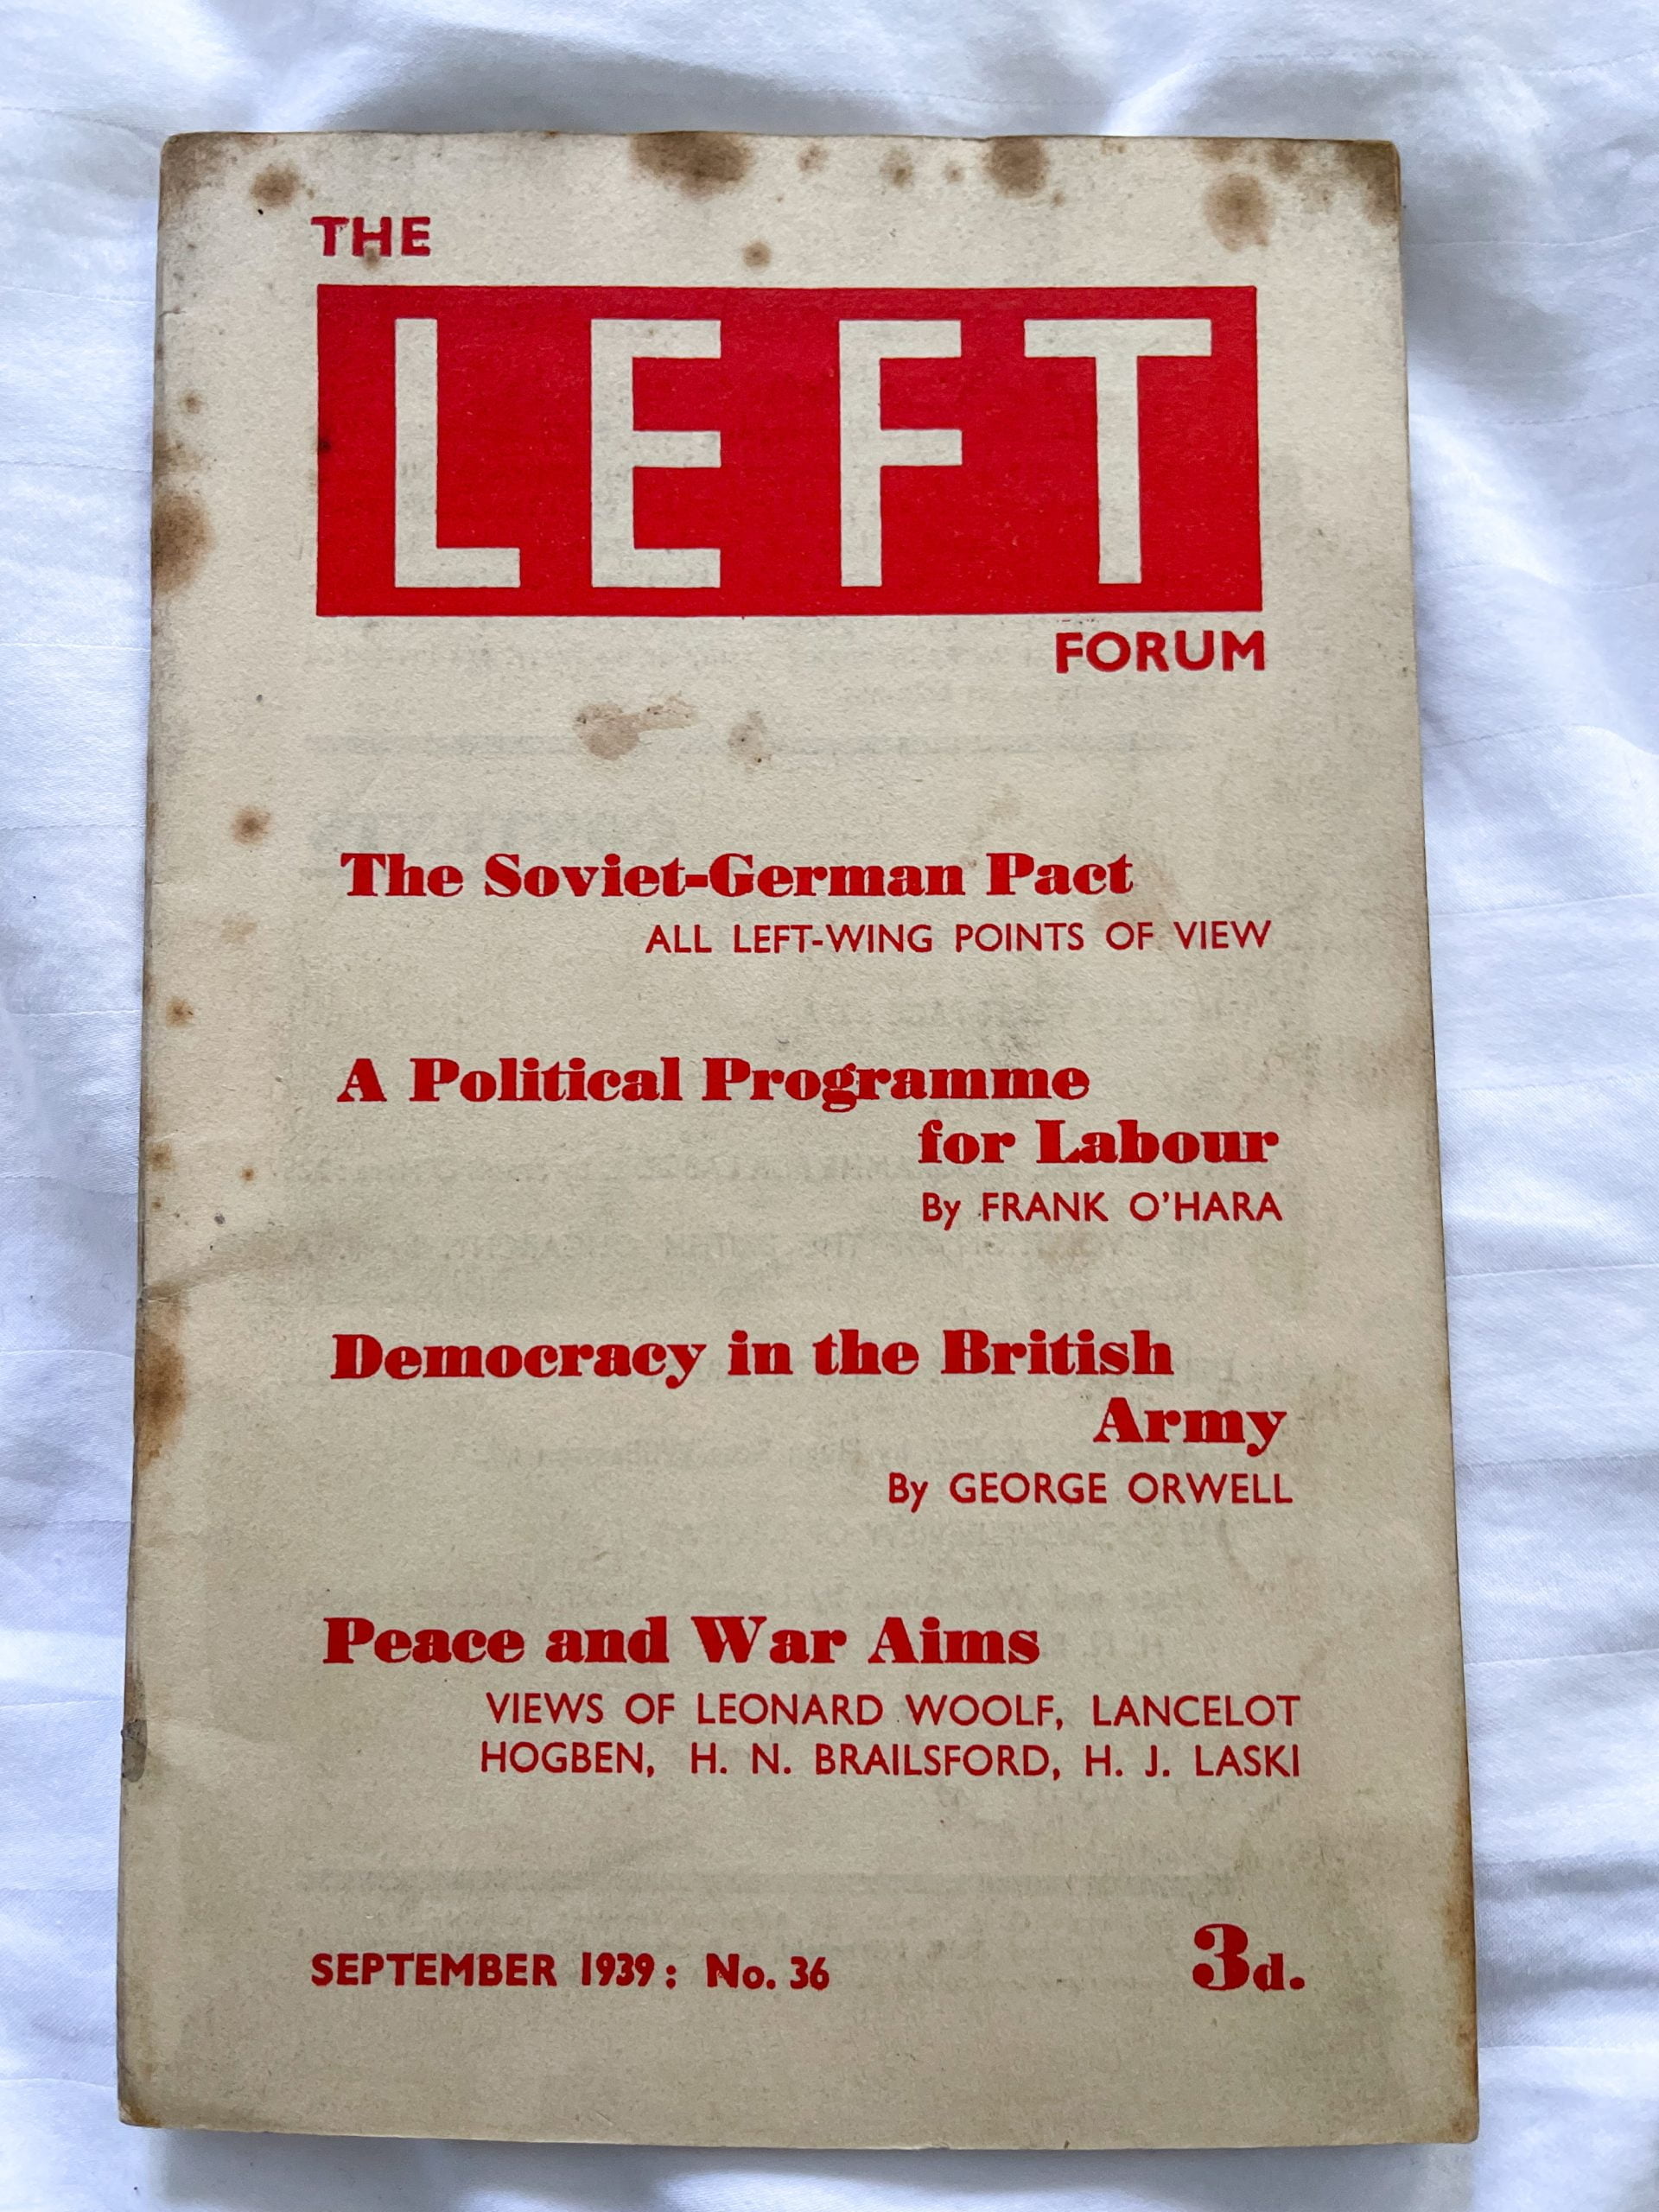 THE
LEFT
FORUM
The Soviet-German Pact
ALL LEFT-WING POINTS OF VIEW
A Political Programme
for Labour
By FRANK O'HARA
Democracy in the British
Army
By GEORGE ORWELL
Peace and War Aims
VIEWS OF LEONARD WOOLF, LANCELOT
HOGBEN, H. N. BRAILSFORD, H. J. LASKI
SEPTEMBER 1939: No. 36
3d.